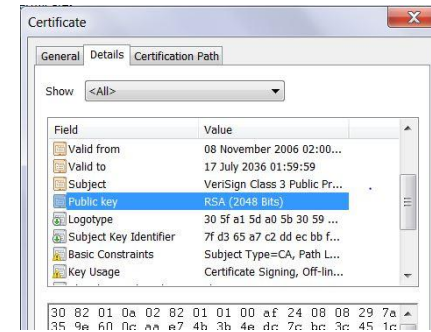 Certificate
General Details Certification Path
Show <All>
Field Value
Valid from 08 November 2006 02:00...
Valid to 17 July 2036 01:59:59
Subject VeriSign Class 3 Public Pr...
Public key RSA (2048 Bits)
Logotype 30 5f a1 5d a0 5b 30 59 ...
Subject Key Identifier 7f d3 65 a7 c2 dd ec bb f...
Basic Constraints Subject Type=CA, Path L...
Key Usage Certificate Signing, Off-lin...
30 82 01 0a 02 82 01 01 00 af 24 08 08 29 7a
35 9e 60 0c aa e7 4b 3b 4e dc 7c bc 3c 45 1c